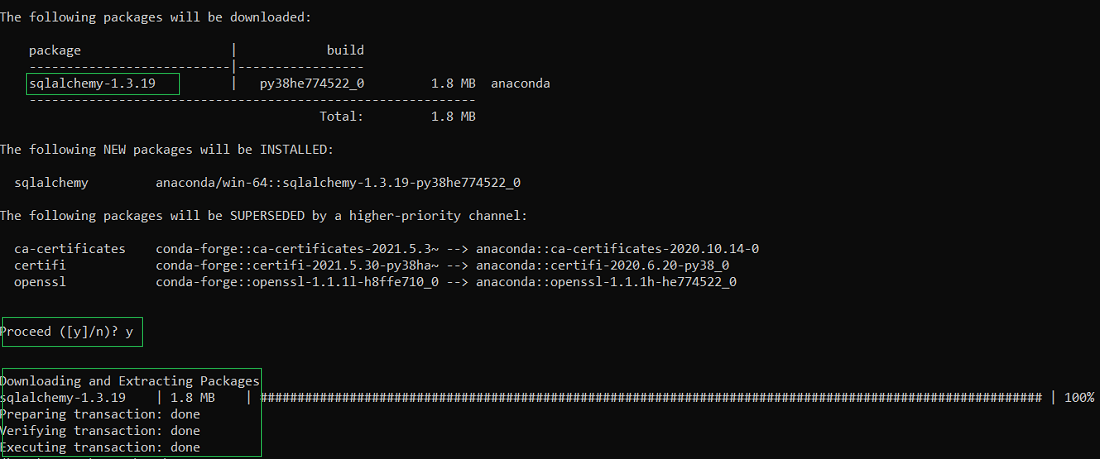 The following packages will be downloaded:
package | build
---------------------------|-----------------
sqlalchemy-1.3.19 | py38he774522_0 1.8 MB anaconda
------------------------------------------------------------
Total: 1.8 MB
The following NEW packages will be INSTALLED:
sqlalchemy anaconda/win-64::sqlalchemy-1.3.19-py38he774522_0
The following packages will be SUPERSEDED by a higher-priority channel:
ca-certificates conda-forge::ca-certificates-2021.5.3~ --> anaconda::ca-certificates-2020.10.14-0
certifi conda-forge::certifi-2021.5.30-py38ha~ --> anaconda::certifi-2020.6.20-py38_0
openssl conda-forge::openssl-1.1.1l-h8ffe710_0 --> anaconda::openssl-1.1.1h-he774522_0
Proceed ([y]/n)? y
Downloading and Extracting Packages
sqlalchemy-1.3.19 | 1.8 MB | ########################################################################################################## | 100%
Preparing transaction: done
Verifying transaction: done
Executing transaction: done